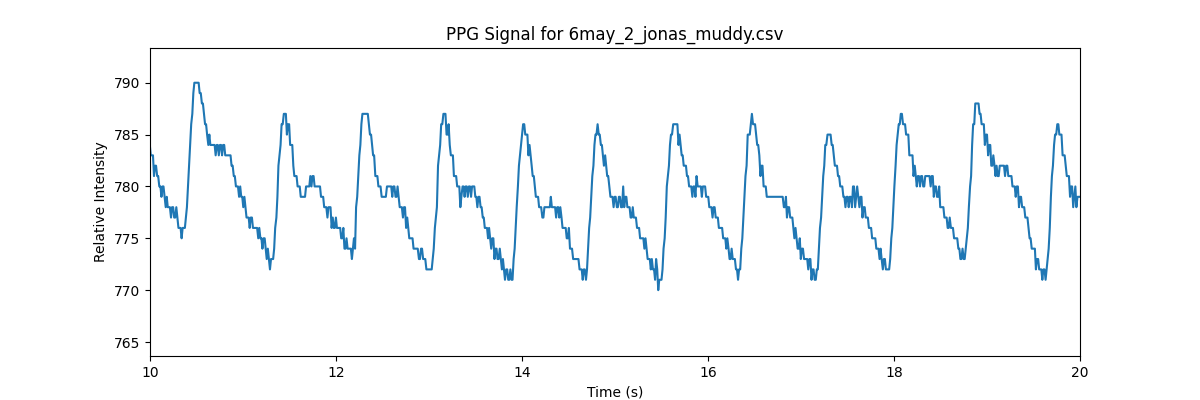 PPG Signal for 6may_2_jonas_muddy.csv
Relative Intensity
790
785
780
775
770
765
10 12 14 16 18 20
Time (s)